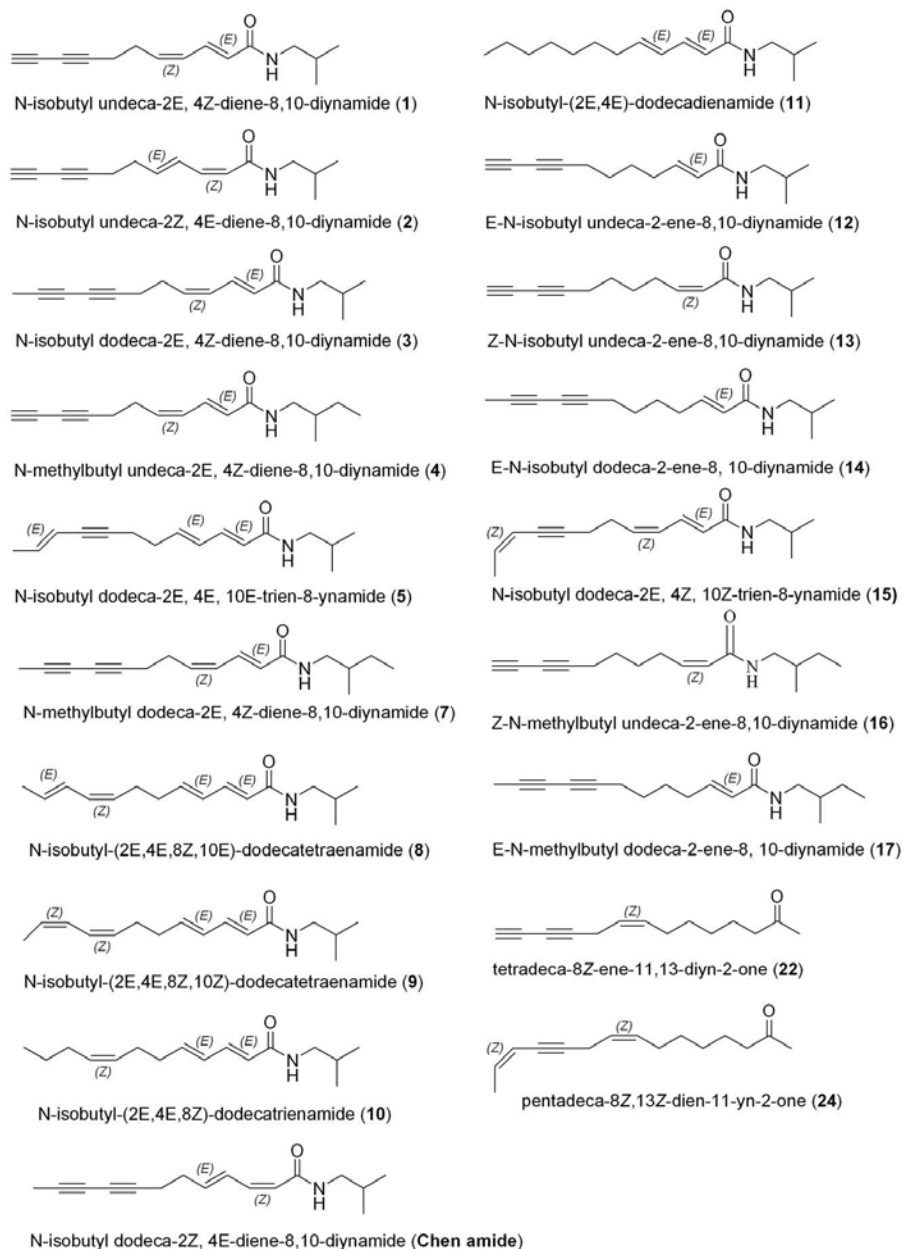 O
(E)
(Z)
N
H
N-isobutyl undeca-2E, 4Z-diene-8,10-diynamide (1)
O
(E)
(Z)
N
H
N-isobutyl undeca-2Z, 4E-diene-8,10-diynamide (2)
O
(E)
(Z)
N
H
N-isobutyl dodeca-2E, 4Z-diene-8,10-diynamide (3)
O
(E)
(Z)
N
H
N-methylbutyl undeca-2E, 4Z-diene-8,10-diynamide (4)
O
(E) (E) (E)
N
H
N-isobutyl dodeca-2E, 4E, 10E-trien-8-ynamide (5)
O
(E)
(Z)
N
H
N-methylbutyl dodeca-2E, 4Z-diene-8,10-diynamide (7)
O
(E) (E) (E)
(Z)
N
H
N-isobutyl-(2E,4E,8Z,10E)-dodecatetraenamide (8)
O
(Z) (E) (E)
(Z)
N
H
N-isobutyl-(2E,4E,8Z,10Z)-dodecatetraenamide (9)
O
(E) (E)
(Z)
N
H
N-isobutyl-(2E,4E,8Z)-dodecatrienamide (10)
O
(E)
(Z)
N
H
N-isobutyl dodeca-2Z, 4E-diene-8,10-diynamide (Chen amide)
O
(E) (E)
N
H
N-isobutyl-(2E,4E)-dodecadienamide (11)
O
(E)
N
H
E-N-isobutyl undeca-2-ene-8,10-diynamide (12)
O
(Z)
N
H
Z-N-isobutyl undeca-2-ene-8,10-diynamide (13)
O
(E)
N
H
E-N-isobutyl dodeca-2-ene-8, 10-diynamide (14)
O
(Z) (E)
(Z)
N
H
N-isobutyl dodeca-2E, 4Z, 10Z-trien-8-ynamide (15)
O
(Z)
N
H
Z-N-methylbutyl undeca-2-ene-8,10-diynamide (16)
O
(E)
N
H
E-N-methylbutyl dodeca-2-ene-8, 10-diynamide (17)
O
(Z)
tetradeca-8Z-ene-11,13-diyn-2-one (22)
O
(Z)
(Z)
pentadeca-8Z,13Z-dien-11-yn-2-one (24)